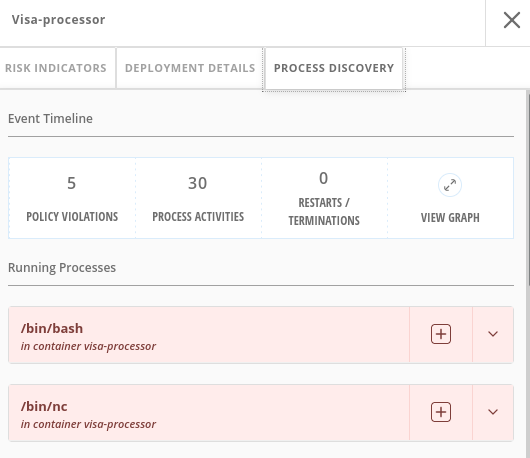 Visa-processor
RISK INDICATORS
DEPLOYMENT DETAILS
PROCESS DISCOVERY
Event Timeline
5
POLICY VIOLATIONS
30
PROCESS ACTIVITIES
0
RESTARTS /
TERMINATIONS
VIEW GRAPH
Running Processes
/bin/bash
in container visa-processor
/bin/nc
in container visa-processor